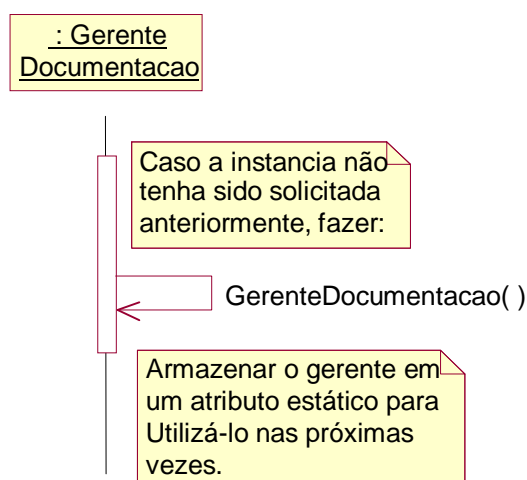 : Gerente
Documentacao
Caso a instancia não
tenha sido solicitada
anteriormente, fazer:
GerenteDocumentacao( )
Armazenar o gerente em
um atributo estático para
Utilizá-lo nas próximas
vezes.